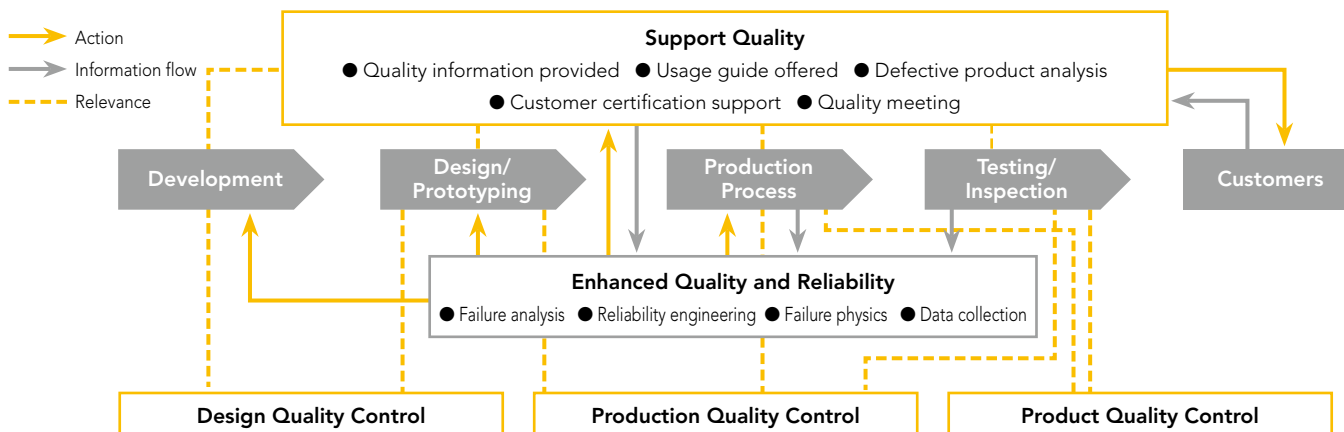 Action
Information flow
Relevance
Support Quality
● Quality information provided ● Usage guide offered ● Defective product analysis
● Customer certification support ● Quality meeting
Development
Design/
Prototyping
Production
Process
Testing/
Inspection
Customers
Enhanced Quality and Reliability
● Failure analysis ● Reliability engineering ● Failure physics ● Data collection
Design Quality Control
Production Quality Control
Product Quality Control